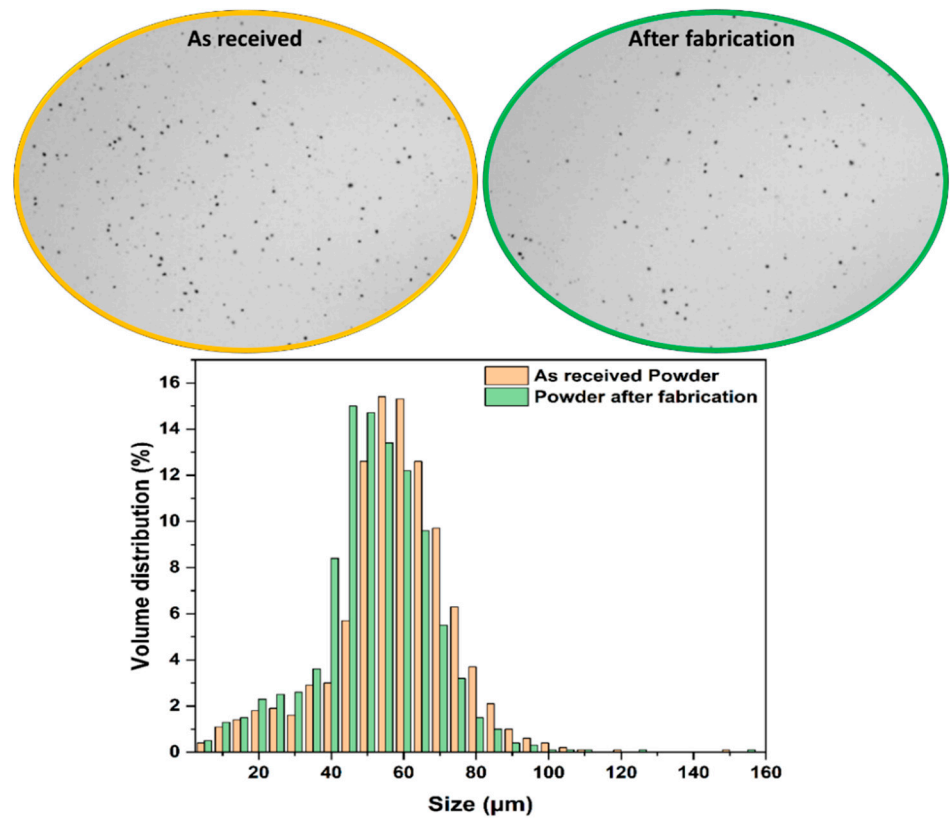 As received
After fabrication
As received Powder
Powder after fabrication
16
14
12
10
8
6
4
2
0
Volume distribution (%)
20 40 60 80 100 120 140 160
Size (µm)